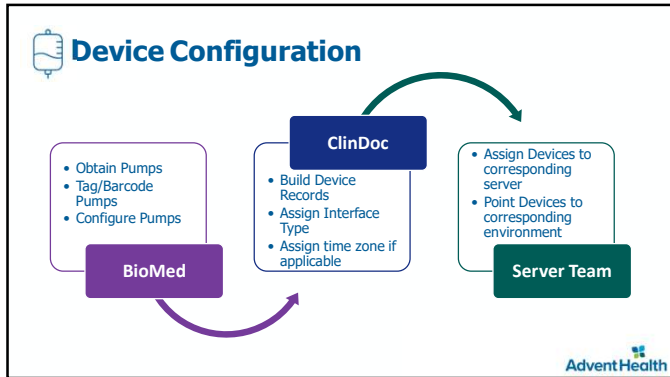 Device Configuration
• Obtain Pumps
• Tag/Barcode
Pumps
• Configure Pumps
BioMed
ClinDoc
• Build Device
Records
• Assign Interface
Type
• Assign time zone if
applicable
• Assign Devices to
corresponding
server
• Point Devices to
corresponding
environment
Server Team
AdventHealth